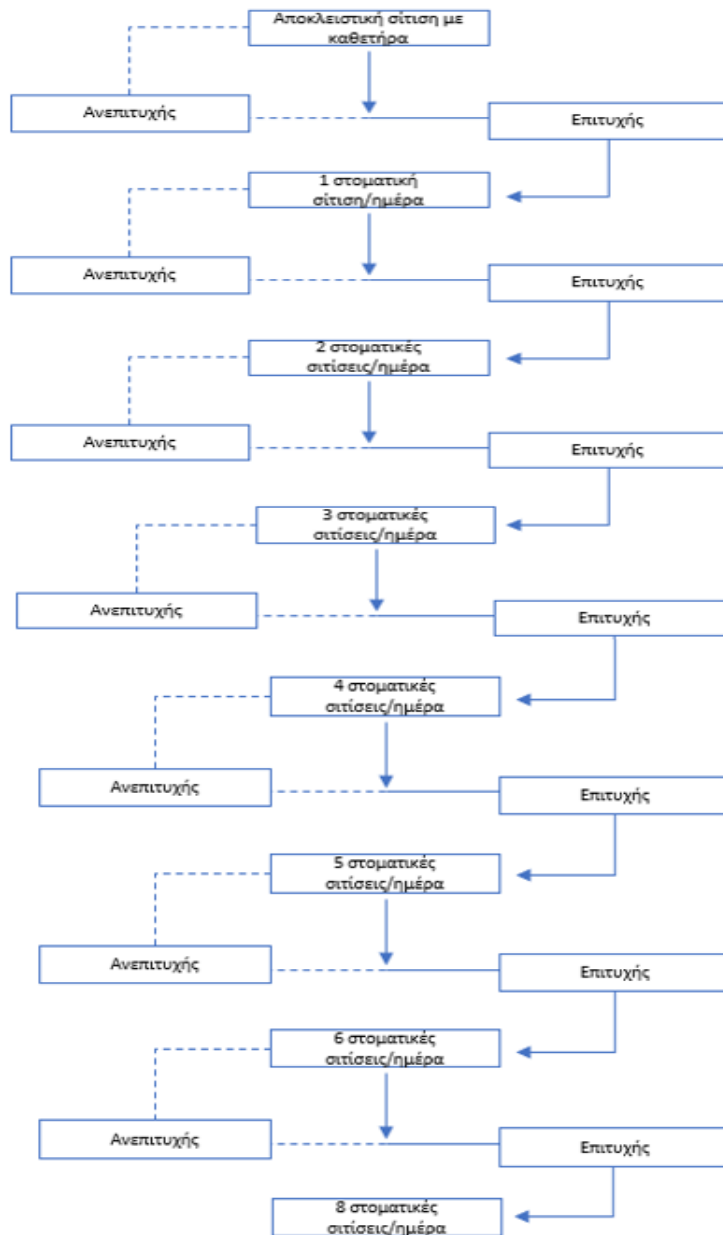 Αποκλειστική σίτιση με
καθετήρα
Ανεπιτυχής
Επιτυχής
1 στοματική
σίτιση/ημέρα
Ανεπιτυχής
Επιτυχής
2 στοματικές
σιτίσεις/ημέρα
Ανεπιτυχής
Επιτυχής
3 στοματικές
σιτίσεις/ημέρα
Ανεπιτυχής
Επιτυχής
4 στοματικές
σιτίσεις/ημέρα
Ανεπιτυχής
Επιτυχής
5 στοματικές
σιτίσεις/ημέρα
Ανεπιτυχής
Επιτυχής
6 στοματικές
σιτίσεις/ημέρα
Ανεπιτυχής
Επιτυχής
8 στοματικές
σιτίσεις/ημέρα